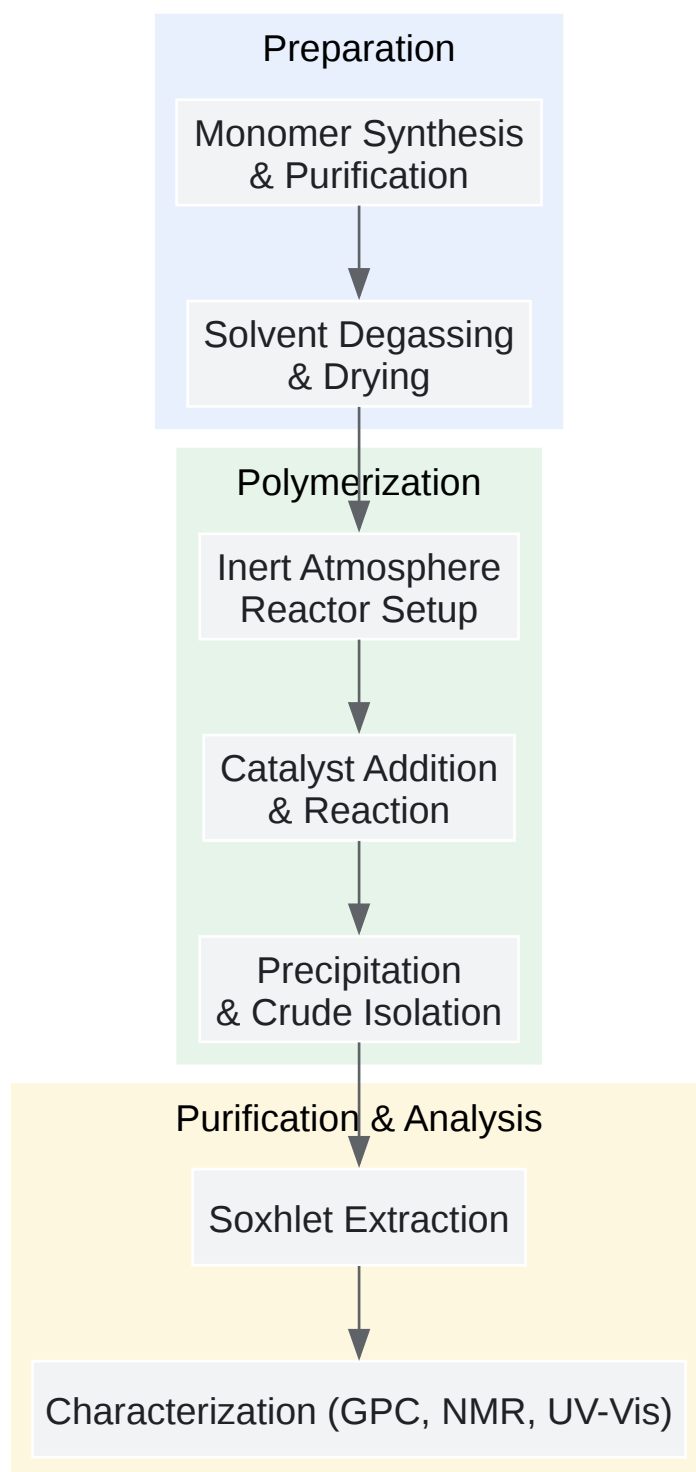 Preparation
Monomer Synthesis
& Purification
Solvent Degassing
& Drying
Polymerization
Inert Atmosphere
Reactor Setup
Catalyst Addition
& Reaction
Precipitation
& Crude Isolation
Purification & Analysis
Soxhlet Extraction
Characterization (GPC, NMR, UV-Vis)